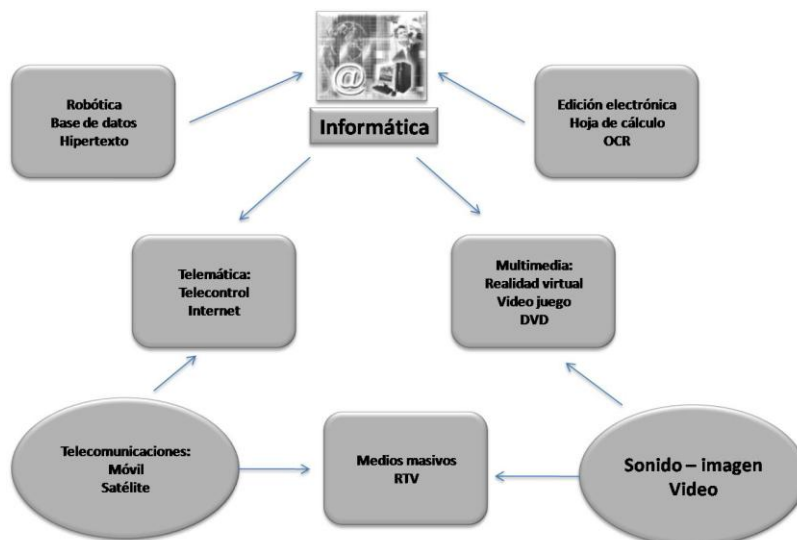 @
Informática
Robótica
Base de datos
Hipertexto
Edición electrónica
Hoja de cálculo
OCR
Telemática:
Telecontrol
Internet
Multimedia:
Realidad virtual
Video juego
DVD
Telecomunicaciones:
Móvil
Satélite
Medios masivos
RTV
Sonido – imagen
Video